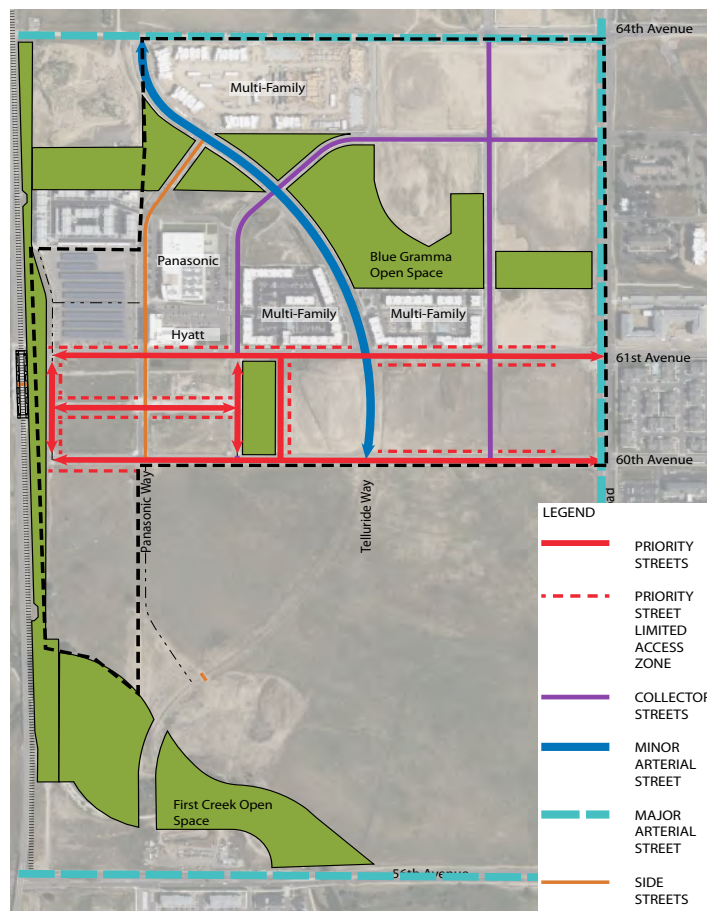 64th Avenue
Multi-Family
Panasonic
Blue Gramma
Open Space
Hyatt
Multi-Family
Multi-Family
61st Avenue
60th Avenue
Panasonic Way
Telluride Way
LEGEND
PRIORITY
STREETS
PRIORITY
STREET
LIMITED
ACCESS
ZONE
COLLECTOR
STREETS
MINOR
ARTERIAL
STREET
MAJOR
ARTERIAL
STREET
SIDE
STREETS
First Creek Open
Space
56th Avenue